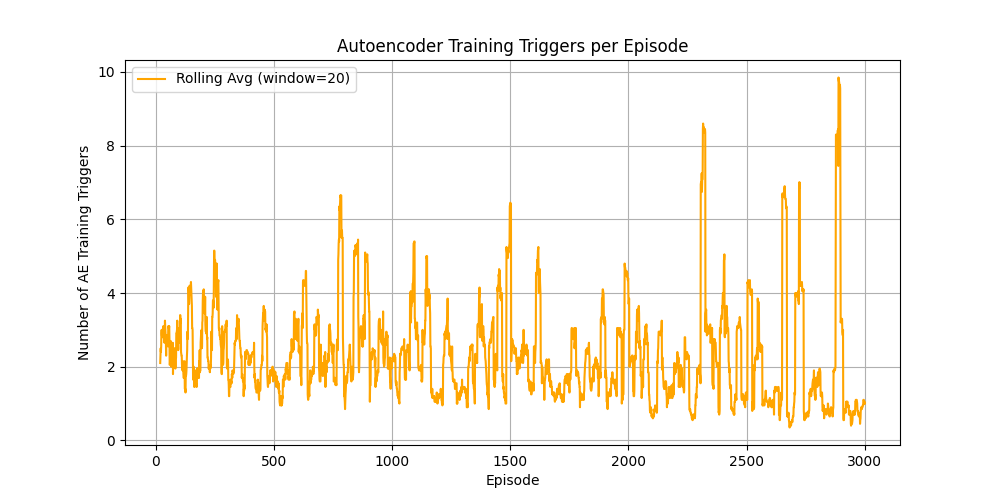 Autoencoder Training Triggers per Episode
Rolling Avg (window=20)
Number of AE Training Triggers
10
8
6
4
2
0
0 500 1000 1500 2000 2500 3000
Episode